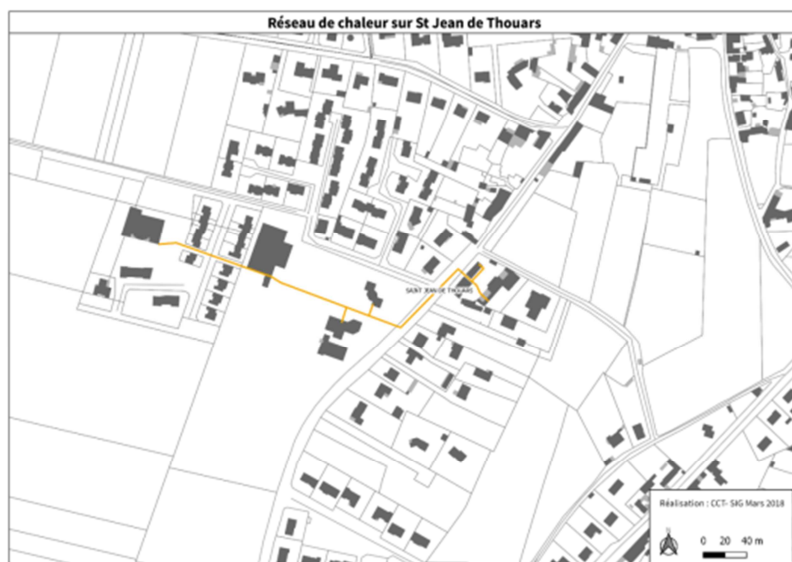 Réseau de chaleur sur St Jean de Thouars
SAINT JEAN DE THOUARS
Réalisation : CCT- SIG Mars 2018
0 20 40 m